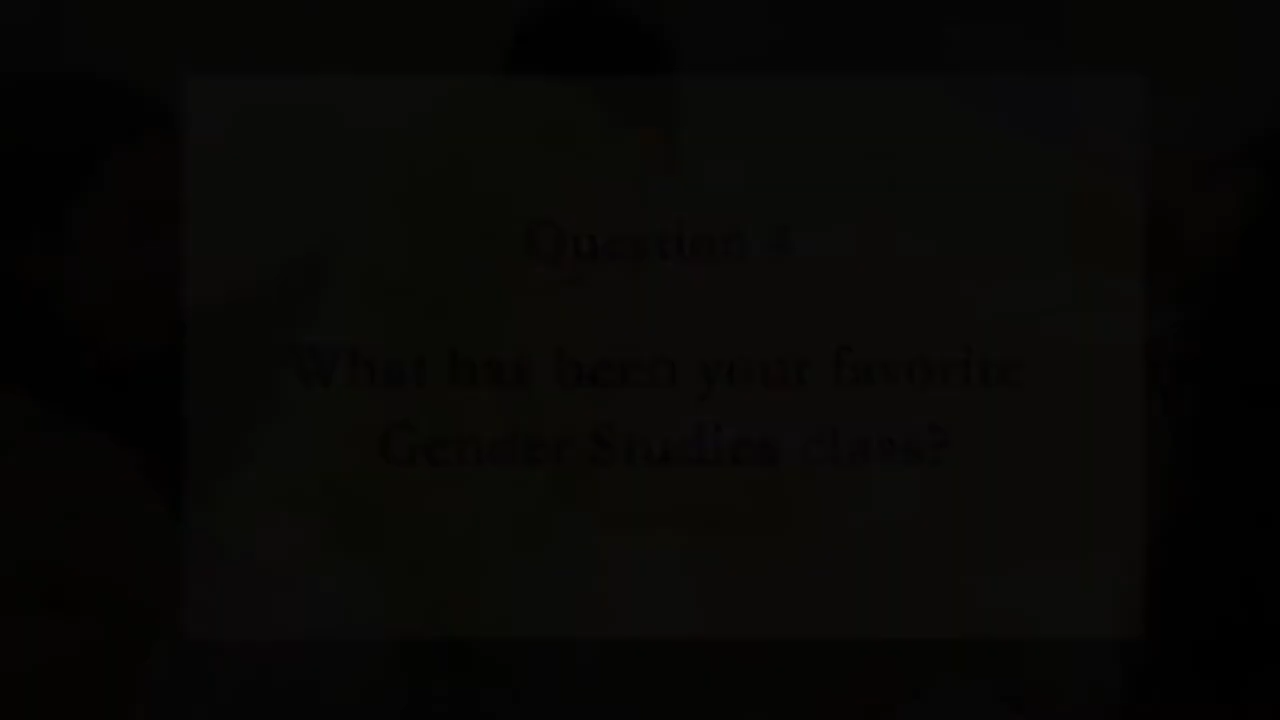 Question
What has been your favorite
Gender Studies class?